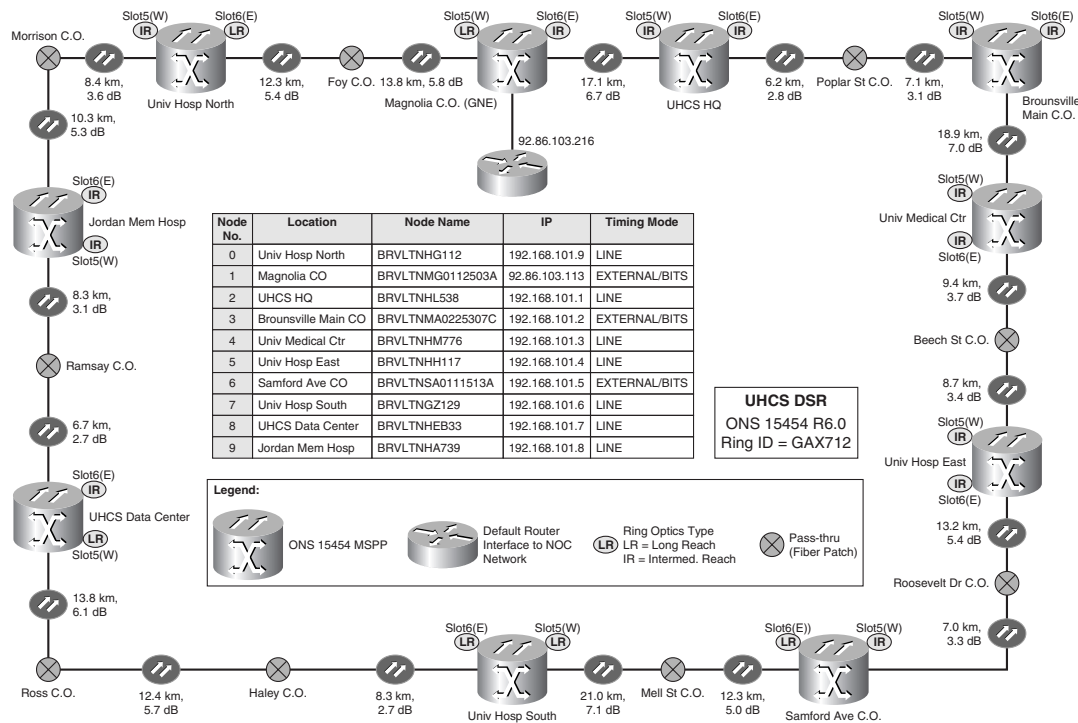 Slot5(W)
IR
Slot6(E)
LR
Univ Hosp North
Morrison C.O.
8.4 km,
3.6 dB
12.3 km,
5.4 dB
Foy C.O.
13.8 km, 5.8 dB
Slot5(W)
LR
Slot6(E)
IR
Magnolia C.O. (GNE)
17.1 km,
6.7 dB
Slot5(W)
IR
Slot6(E)
IR
UHCS HQ
6.2 km,
2.8 dB
Poplar St C.O.
7.1 km,
3.1 dB
Slot5(W)
IR
Slot6(E)
IR
Brounsville
Main C.O.
92.86.103.216
10.3 km,
5.3 dB
18.9 km,
7.0 dB
Slot6(E)
IR
Jordan Mem Hosp
IR
Slot5(W)
Slot5(W)
IR
Univ Medical Ctr
IR
Slot6(E)
8.3 km,
3.1 dB
Ramsay C.O.
6.7 km,
2.7 dB
9.4 km,
3.7 dB
Beech St C.O.
8.7 km,
3.4 dB
Node No. Location Node Name IP Timing Mode
0 Univ Hosp North BRVLTNHG112 192.168.101.9 LINE
1 Magnolia CO BRVLTNMG0112503A 92.86.103.113 EXTERNAL/BITS
2 UHCS HQ BRVLTNHL538 192.168.101.1 LINE
3 Brounsville Main CO BRVLTNMA0225307C 192.168.101.2 EXTERNAL/BITS
4 Univ Medical Ctr BRVLTNHM776 192.168.101.3 LINE
5 Univ Hosp East BRVLTNHH117 192.168.101.4 LINE
6 Samford Ave CO BRVLTNSA0111513A 192.168.101.5 EXTERNAL/BITS
7 Univ Hosp South BRVLTNGZ129 192.168.101.6 LINE
8 UHCS Data Center BRVLTNHEB33 192.168.101.7 LINE
9 Jordan Mem Hosp BRVLTNHA739 192.168.101.8 LINE
UHCS DSR
ONS 15454 R6.0
Ring ID = GAX712
Slot6(E)
IR
UHCS Data Center
LR
Slot5(W)
Slot5(W)
IR
Univ Hosp East
IR
Slot6(E)
Legend:
ONS 15454 MSPP
Default Router
Interface to NOC
Network
LR
Ring Optics Type
LR = Long Reach
IR = Intermed. Reach
Pass-thru
(Fiber Patch)
13.2 km,
5.4 dB
Roosevelt Dr C.O.
7.0 km,
3.3 dB
13.8 km,
6.1 dB
Ross C.O.
12.4 km,
5.7 dB
Haley C.O.
8.3 km,
2.7 dB
Slot6(E)
LR
Slot5(W)
LR
Univ Hosp South
21.0 km,
7.1 dB
Mell St C.O.
12.3 km,
5.0 dB
Slot6(E))
LR
Slot5(W)
IR
Samford Ave C.O.